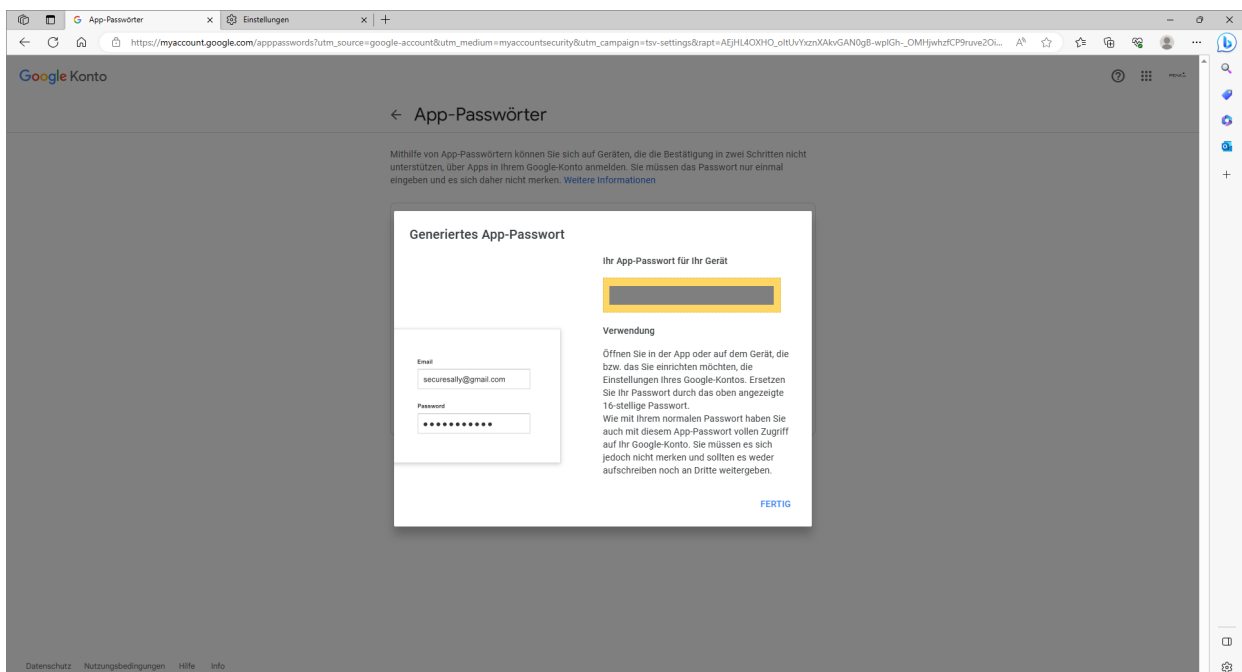 App-Passwörter
Einstellungen
https://myaccount.google.com/apppasswords?utm_source=google-account&utm_medium=myaccountsecurity&utm_campaign=tsv-settings&rapt=
Google Konto
App-Passwörter
Mithilfe von App-Passwörtern können Sie sich auf Geräten, die die Bestätigung in zwei Schritten nicht
unterstützen, über Apps in Ihrem Google-Konto anmelden. Sie müssen das Passwort nur einmal
eingeben und es sich daher nicht merken. Weitere Informationen
Generiertes App-Passwort
Ihr App-Passwort für Ihr Gerät
Email
securesally@gmail.com
Password
Verwendung
Öffnen Sie in der App oder auf dem Gerät, die
bzw. das Sie einrichten möchten, die
Einstellungen Ihres Google-Kontos. Ersetzen
Sie Ihr Passwort durch das oben angezeigte
16-stellige Passwort.
Wie mit Ihrem normalen Passwort haben Sie
auch mit diesem App-Passwort vollen Zugriff
auf Ihr Google-Konto. Sie müssen es sich
jedoch nicht merken und sollten es weder
aufschreiben noch an Dritte weitergeben.
FERTIG
Datenschutz Nutzungsbedingungen Hilfe Info